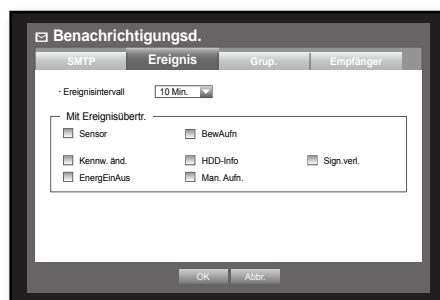 Benachrichtigungsd.
SMTP Ereignis Grup. Empfänger
· Ereignisintervall 10 Min.
Mit Ereignisübertr.
Sensor BewAufn
Kennw. änd. HDD-Info Sign.verl.
EnergEinAus Man. Aufn.
OK Abbr.